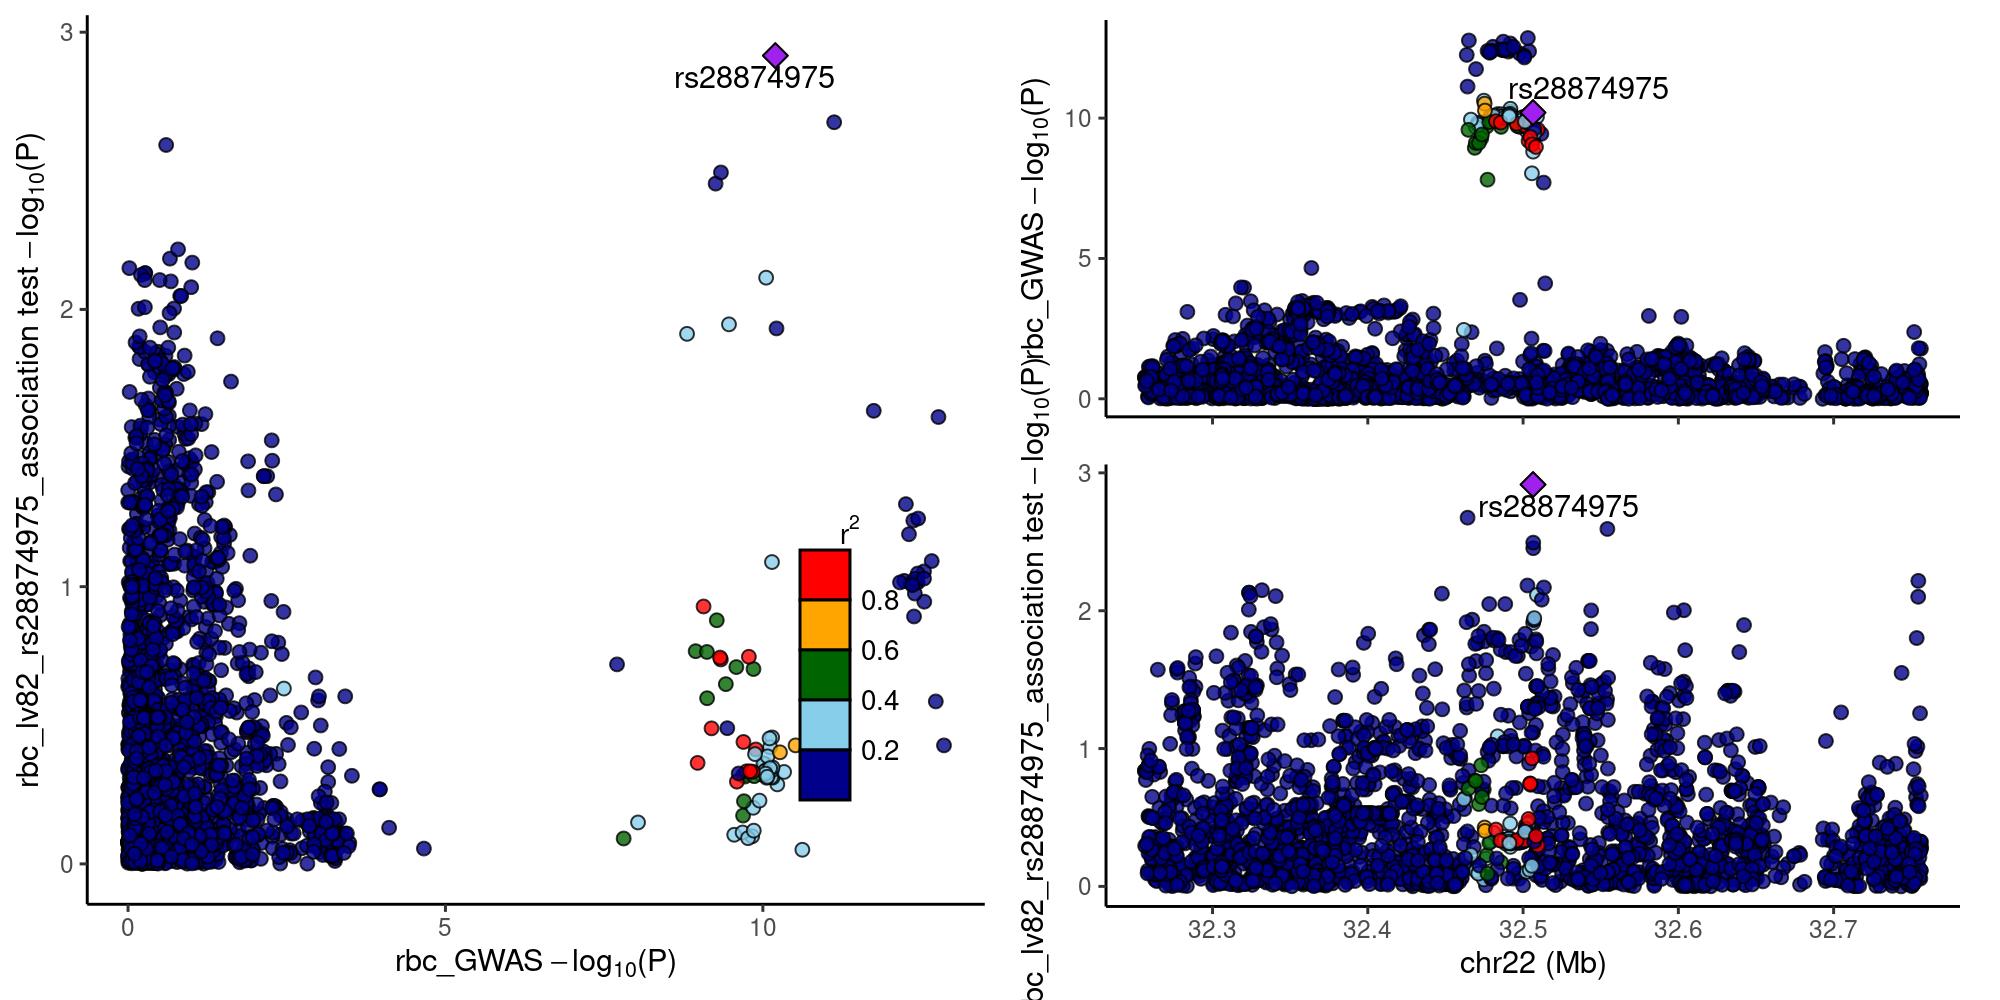 rbc_lv82_rs28874975_association test −log10(P)
3
2
1
0
rs28874975
r2
0.8
0.6
0.4
0.2
0
5
10
rbc_GWAS −log10(P)
rbc_GWAS −log10(P)
10
5
0
rs28874975
bc_lv82_rs28874975_association test −log10(P)
3
2
1
0
rs28874975
32.3
32.4
32.5
32.6
32.7
chr22 (Mb)